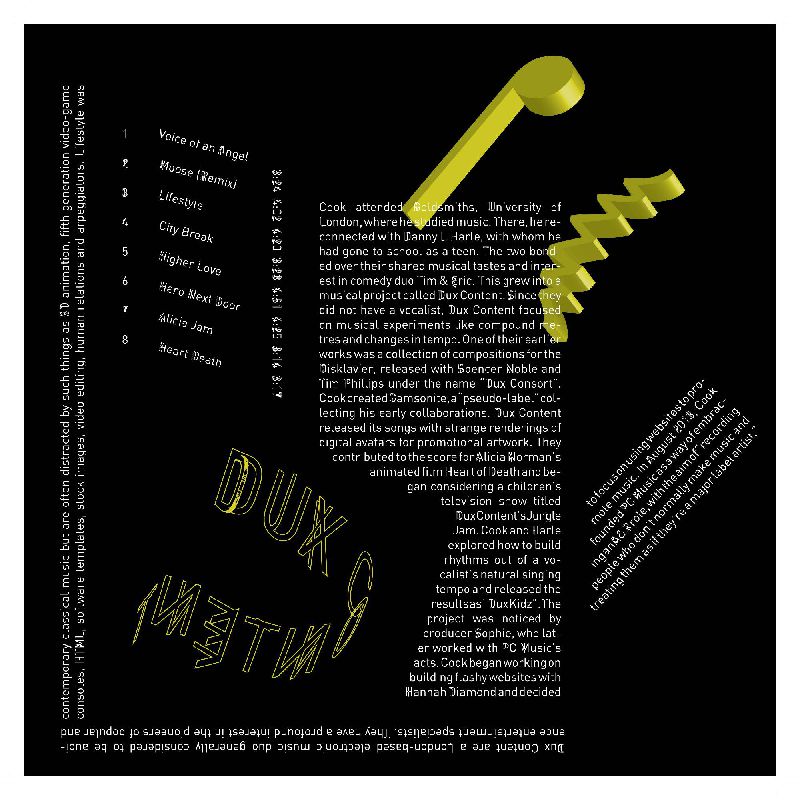 Dux Content are a London-based electronic music duo generally considered to be audi-
ence entertainment specialists. They have a profound interest in the pioneers of popular and
contemporary classical music but are often distracted by such things as 3D animation, fifth generation video-game
consoles, HTML, software templates, stock images, video editing, human relations and arpeggiators. Lifestyle was
1 Voice of an Angel 3:24
2 Moose (Remix)
3 Lifestyle
4 City Break
5 Higher Love
6 Hero Next Door
7 Alicia Jam
8 Heart Death
DUX
Cook attended Goldsmiths, University of
London, where he studied music. There, he re-
connected with Danny L Harle, with whom he
had gone to school as a teen. The two bond-
ed over their shared musical tastes and inter-
est in comedy duo Tim & Eric. This grew into a
musical project called Dux Content. Since they
did not have a vocalist, Dux Content focused
on musical experiments like compound me-
tres and changes in tempo. One of their earlier
works was a collection of compositions for the
Disklavier, released with Spencer Noble and
Tim Phillips under the name "Dux Consort".
Cook created Gamsonite, a "pseudo-label" col-
lecting his early collaborations. Dux Content
released its songs with strange renderings of
digital avatars for promotional artwork. They
contributed to the score for Alicia Norman's
animated film Heart of Death and be-
gan considering a children's
television show titled
Dux Content's Jungle
Jam. Cook and Harle
explored how to build
rhythms out of a vo-
calist's natural singing
tempo and released the
results as "Dux Kidz". The
project was noticed by
producer Sophie, who lat-
er worked with PC Music's
acts. Cook began working on
building flashy websites with
Hannah Diamond and decided
to focus on using websites to pro-
mote music. In August 2013, Cook
founded PC Music as a way of embrac-
ing an A&R role, with the aim of "recording
people who don't normally make music and
treating them as if they're a major label artist."